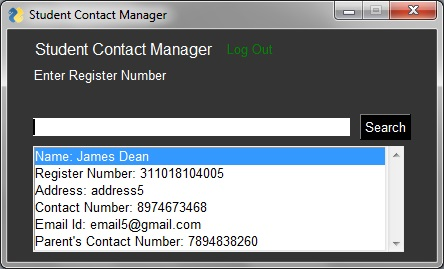 Student Contact Manager
Student Contact Manager Log Out
Enter Register Number
Search
Name: James Dean
Register Number: 311018104005
Address: address5
Contact Number: 8974673468
Email Id: email5@gmail.com
Parent's Contact Number: 7894838260